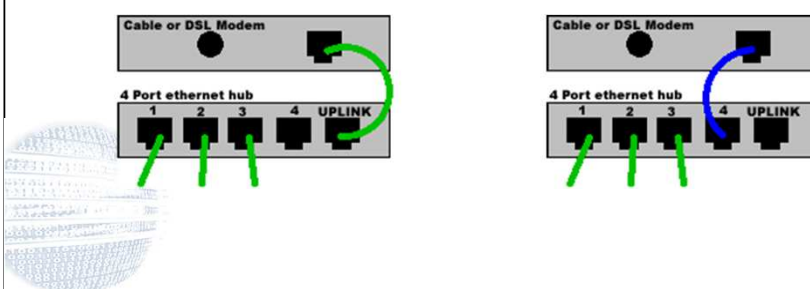 Cable or DSL Modem
4 Port ethernet hub
1 2 3 4 UPLINK
Cable or DSL Modem
4 Port ethernet hub
1 2 3 4 UPLINK